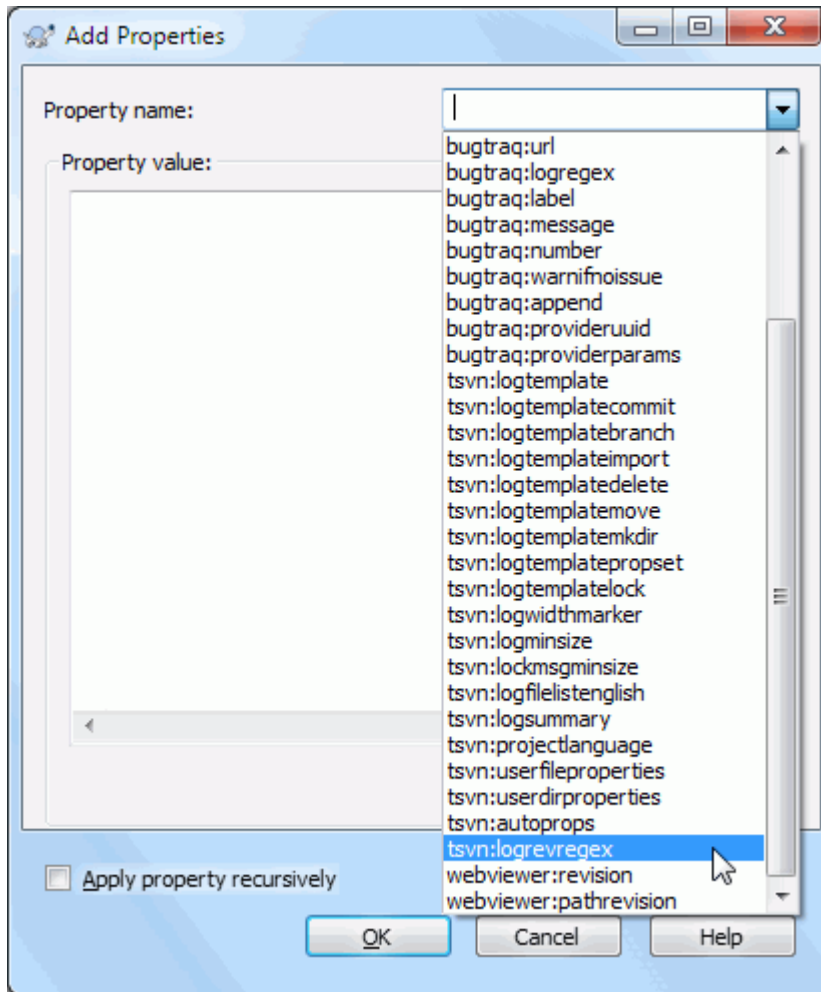 Add Properties
Property name:
Property value:
bugtraq:url
bugtraq:logregex
bugtraq:label
bugtraq:message
bugtraq:number
bugtraq:warnifnoissue
bugtraq:append
bugtraq:provideruuid
bugtraq:providerparams
tsvn:logtemplate
tsvn:logtemplatecommit
tsvn:logtemplatebranch
tsvn:logtemplateimport
tsvn:logtemplatedelete
tsvn:logtemplatemove
tsvn:logtemplatemkdir
tsvn:logtemplatepropset
tsvn:logtemplatelock
tsvn:logwidthmarker
tsvn:logminsize
tsvn:lockmsgminsize
tsvn:logfilelistenglish
tsvn:logsummary
tsvn:projectlanguage
tsvn:userfileproperties
tsvn:userdirproperties
tsvn:autoprops
tsvn:logrevregex
webviewer:revision
webviewer:pathrevision
Apply property recursively
OK Cancel Help